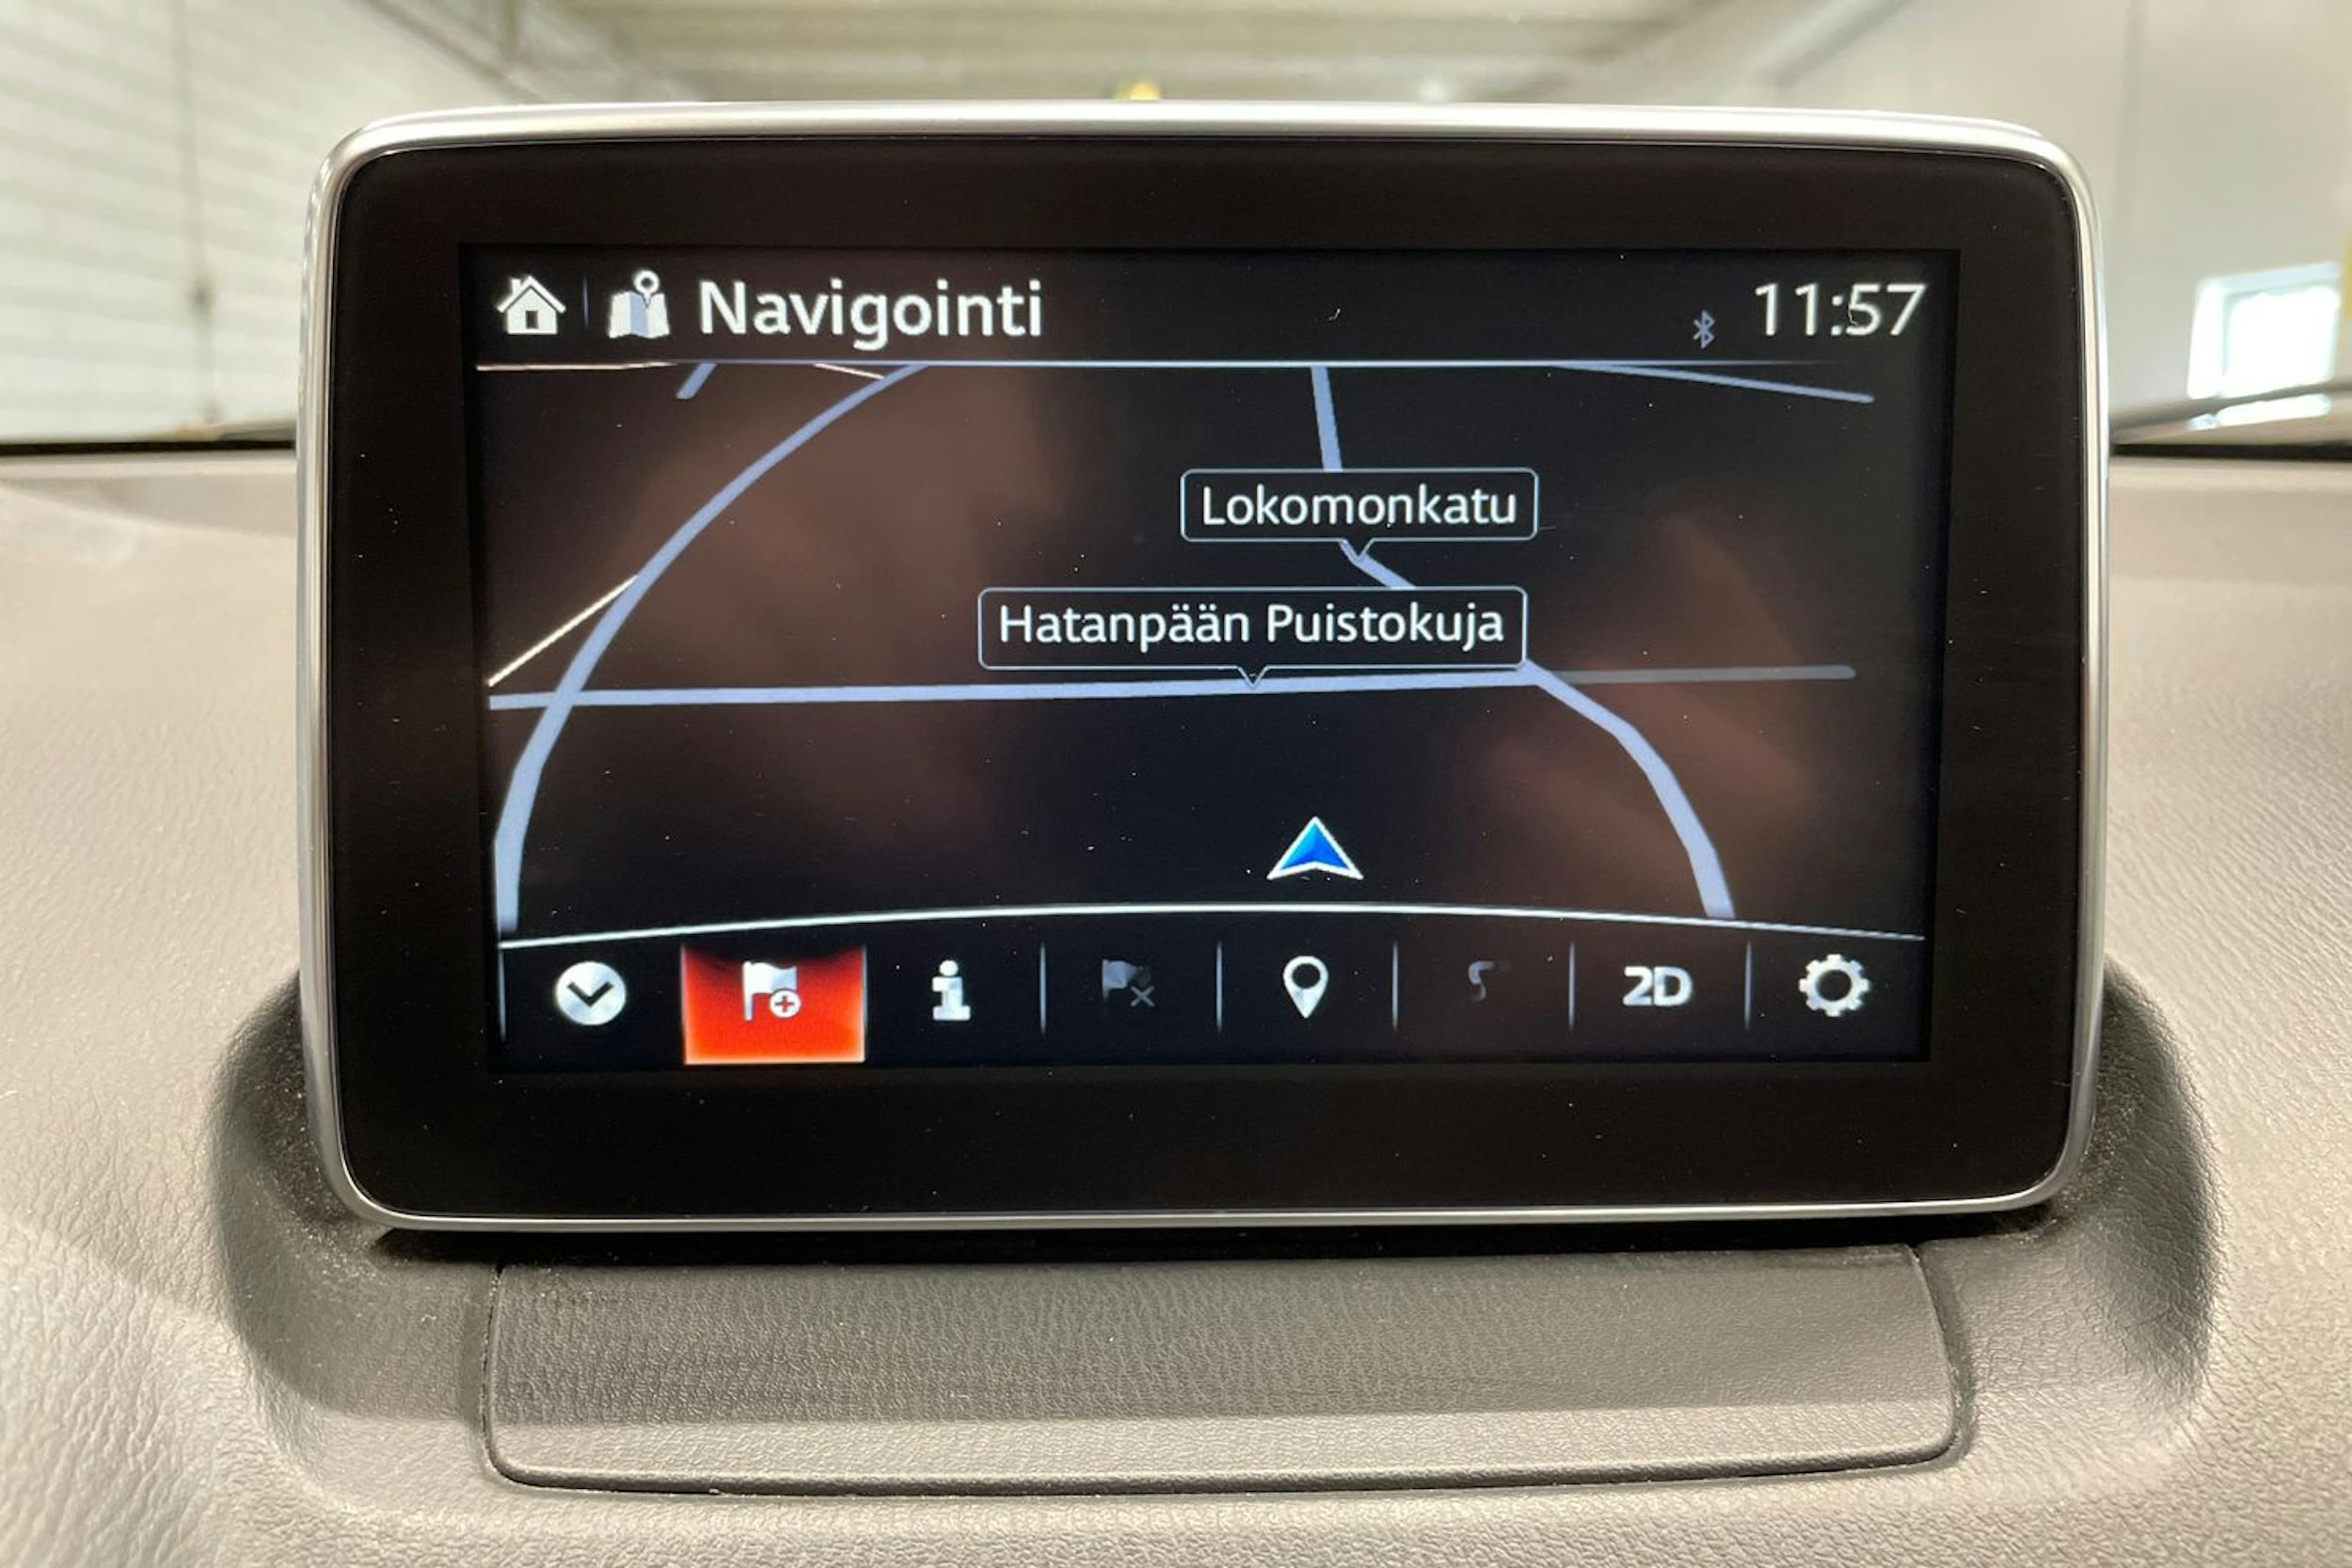 Navigointi 11:57
Lokomonkatu
Hatanpään Puistokuja
2D